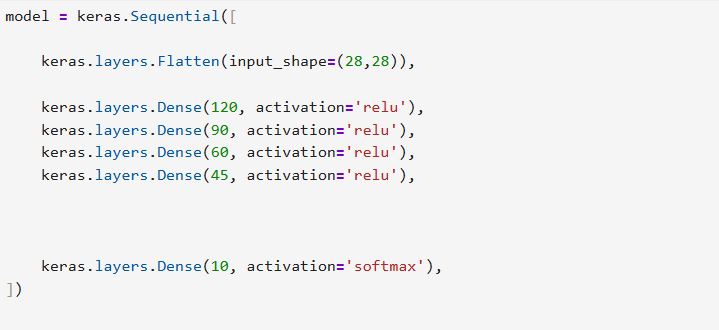 model = keras.Sequential([
keras.layers.Flatten(input_shape=(28,28)),
keras.layers.Dense(120, activation='relu'),
keras.layers.Dense(90, activation='relu'),
keras.layers.Dense(60, activation='relu'),
keras.layers.Dense(45, activation='relu'),
keras.layers.Dense(10, activation='softmax'),
])